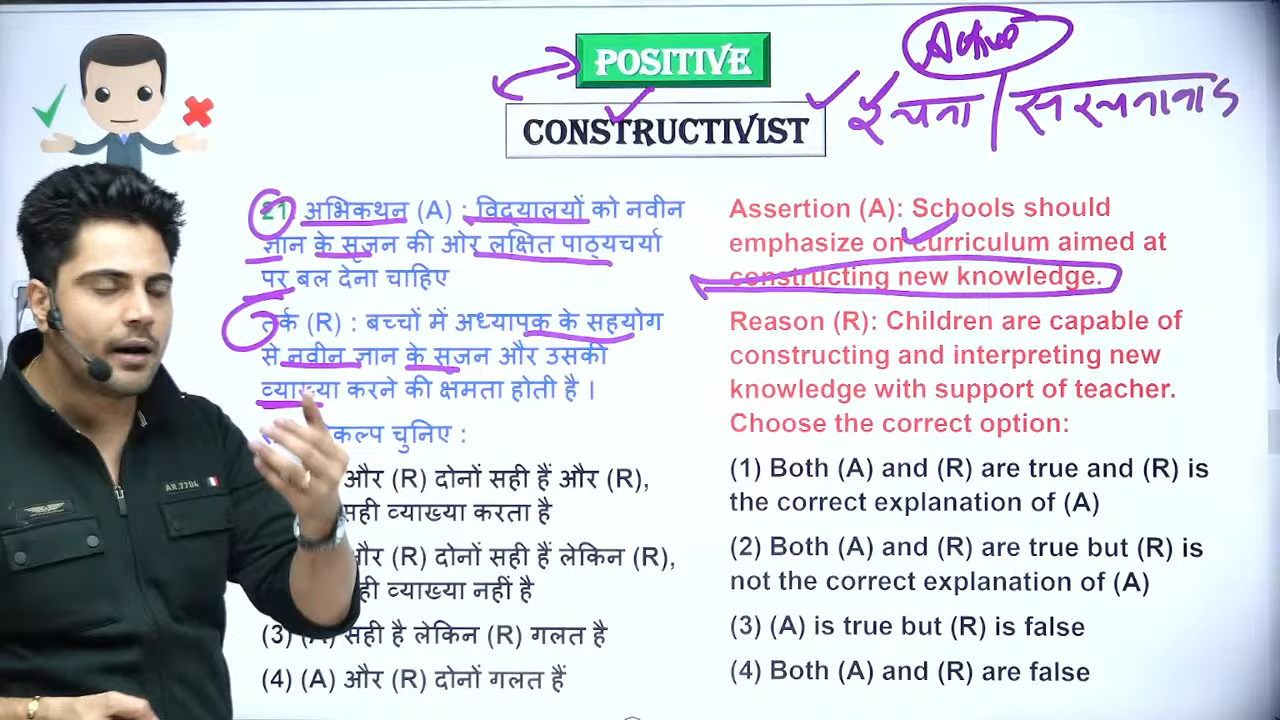 POSITIVE
Active
CONSTRUCTIVIST
रचना / सरचनावाद
21 अभिकथन (A) : विद्यालयों को नवीन
ज्ञान के सृजन की ओर लक्षित पाठ्यचर्या
पर बल देना चाहिए
तर्क (R) : बच्चों में अध्यापक के सहयोग
से नवीन ज्ञान के सृजन और उसकी
व्याख्या करने की क्षमता होती है ।
चुनिए :
और (R) दोनों सही हैं और (R),
सही व्याख्या करता है
और (R) दोनों सही हैं लेकिन (R),
व्याख्या नहीं है
(3) (A) सही है लेकिन (R) गलत है
(4) (A) और (R) दोनों गलत हैं
Assertion (A): Schools should
emphasize on curriculum aimed at
constructing new knowledge.
Reason (R): Children are capable of
constructing and interpreting new
knowledge with support of teacher.
Choose the correct option:
(1) Both (A) and (R) are true and (R) is
the correct explanation of (A)
(2) Both (A) and (R) are true but (R) is
not the correct explanation of (A)
(3) (A) is true but (R) is false
(4) Both (A) and (R) are false
AR.7704